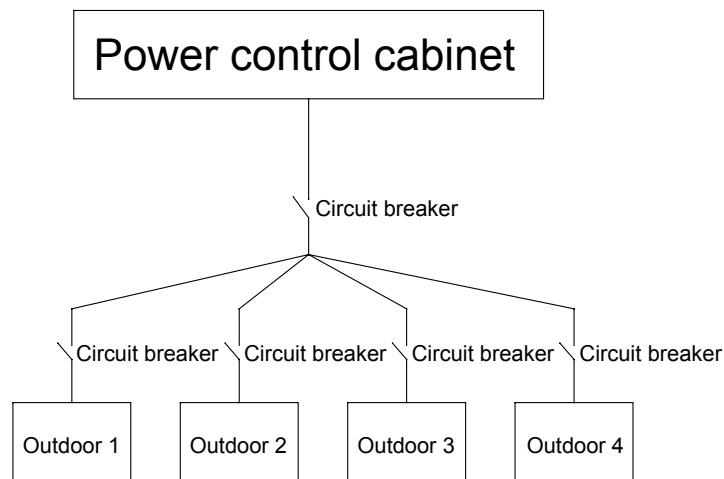 Power control cabinet
Circuit breaker
Circuit breaker Circuit breaker Circuit breaker Circuit breaker
Outdoor 1 Outdoor 2 Outdoor 3 Outdoor 4